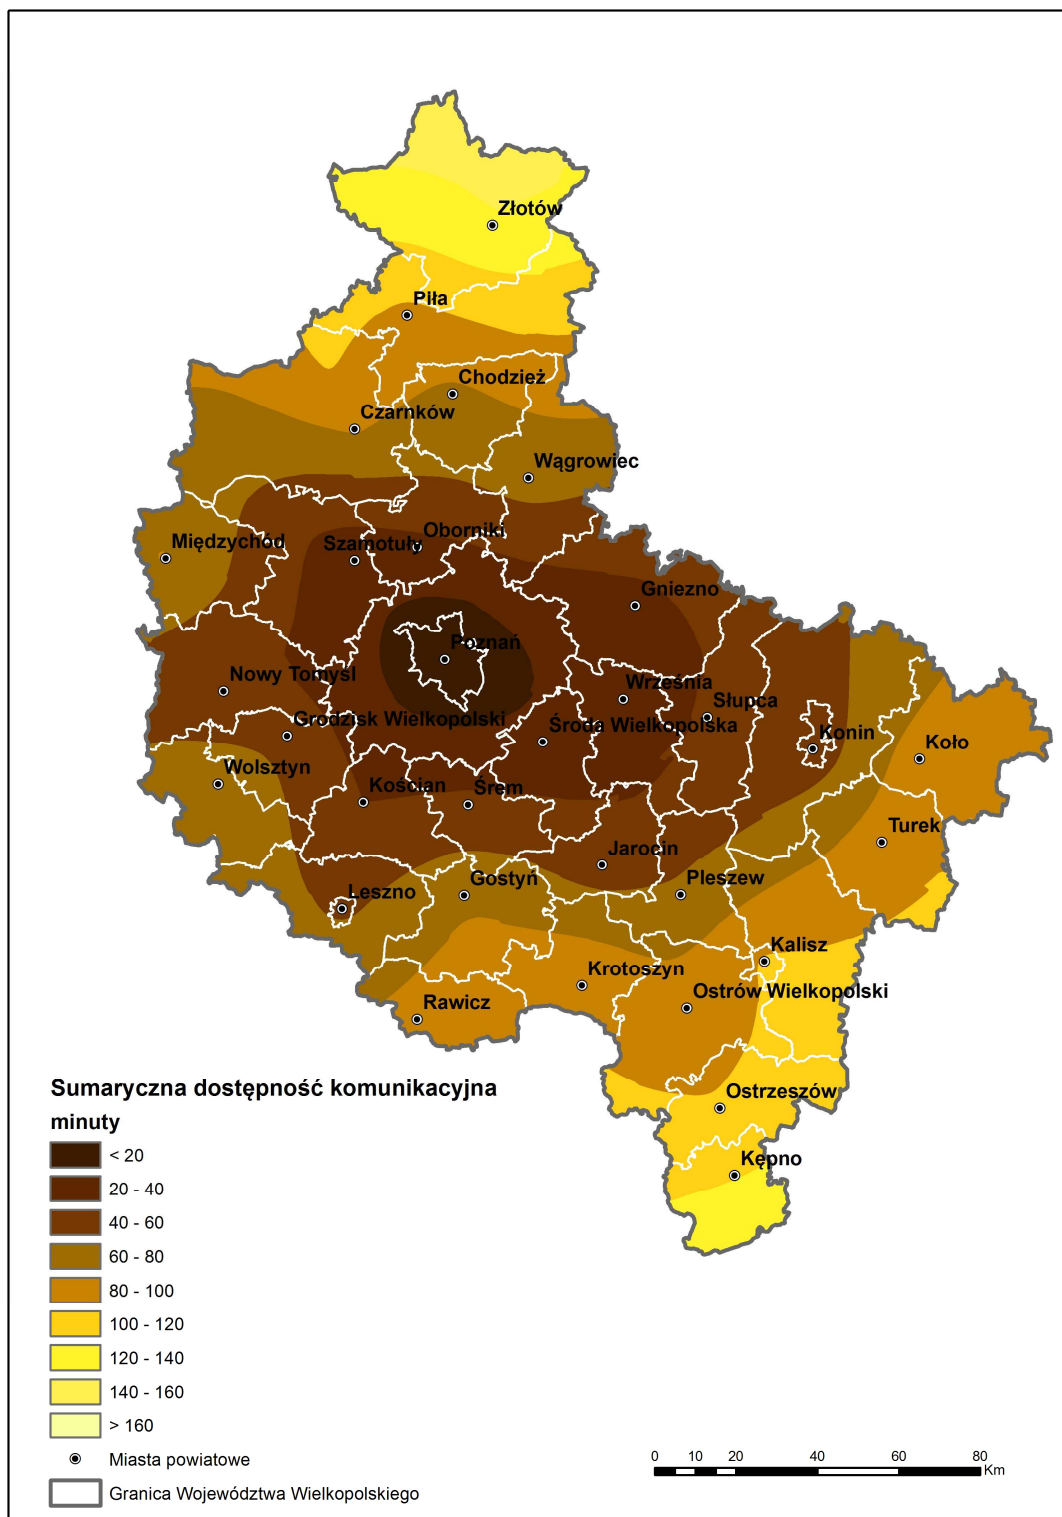 Złotów
Piła
Chodzież
Czarnków
Wągrowiec
Oborniki
Międzychód
Szamotuły
Gniezno
Poznań
Nowy Tomyśl
Września
Słupca
Grodzisk Wielkopolski
Środa Wielkopolska
Konin
Koło
Wolsztyn
Kościan
Śrem
Turek
Jarocin
Leszno
Gostyń
Pleszew
Kalisz
Krotoszyn
Ostrów Wielkopolski
Rawicz
Ostrzeszów
Kępno
Sumaryczna dostępność komunikacyjna
minuty
< 20
20 - 40
40 - 60
60 - 80
80 - 100
100 - 120
120 - 140
140 - 160
> 160
Miasta powiatowe
Granica Województwa Wielkopolskiego
0 10 20 40 60 80
Km